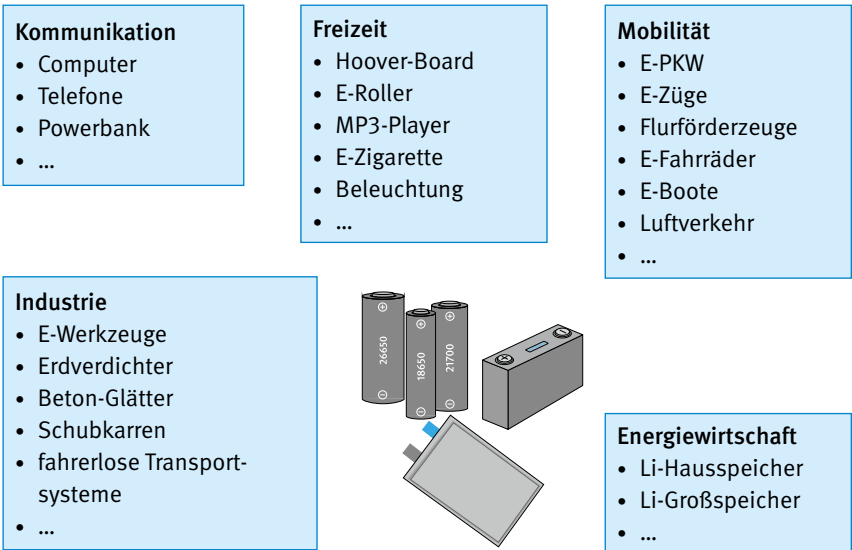 Kommunikation
• Computer
• Telefone
• Powerbank
• ...
Freizeit
• Hoover-Board
• E-Roller
• MP3-Player
• E-Zigarette
• Beleuchtung
• ...
Mobilität
• E-PKW
• E-Züge
• Flurförderzeuge
• E-Fahrräder
• E-Boote
• Luftverkehr
• ...
Industrie
• E-Werkzeuge
• Erdverdichter
• Beton-Glätter
• Schubkarren
• fahrerlose Transport-
systeme
• ...
26650
18650
21700
Energiewirtschaft
• Li-Hausspeicher
• Li-Großspeicher
• ...